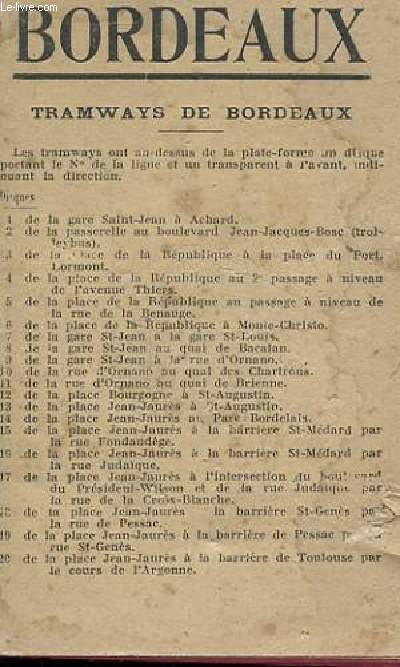 Le-Livre.com
BORDEAUX
TRAMWAYS DE BORDEAUX
Les tramways ont au-dessus de la plate-forme un disque
portant le N° de la ligne et un transparent à l'avant, indi-
quant la direction.
Disques
1 de la gare Saint-Jean à Achard.
2 de la passerelle au boulevard Jean-Jacques-Bosc (trol-
leybus).
3 de la place de la République à la place du Port,
Lormont.
4 de la place de la République au 2e passage à niveau
de l'avenue Thiers.
5 de la place de la République au passage à niveau de
la rue de la Benauge.
6 de la place de la République à Monte-Christo.
7 de la gare St-Jean à la gare St-Louis.
8 de la gare St-Jean au quai de Bacalan.
9 de la gare St-Jean à la rue d'Ornano.
10 de la rue d'Ornano au quai des Chartrons.
11 de la rue d'Ornano au quai de Brienne.
12 de la place Bourgogne à St-Augustin.
13 de la place Jean-Jaurès à St-Augustin.
14 de la place Jean-Jaurès au Parc Bordelais.
15 de la place Jean-Jaurès à la barrière St-Médard par
la rue Fondaudège.
16 de la place Jean-Jaurès à la barrière St-Médard par
la rue Judaïque.
17 de la place Jean-Jaurès à l'intersection du boulevard
du Président-Wilson et de la rue Judaïque par
la rue de la Croix-Blanche.
18 de la place Jean-Jaurès la barrière St-Genès par
la rue de Pessac.
19 de la place Jean-Jaurès à la barrière de Pessac
rue St-Genès.
20 de la place Jean-Jaurès à la barrière de Toulouse par
le cours de l'Argonne.